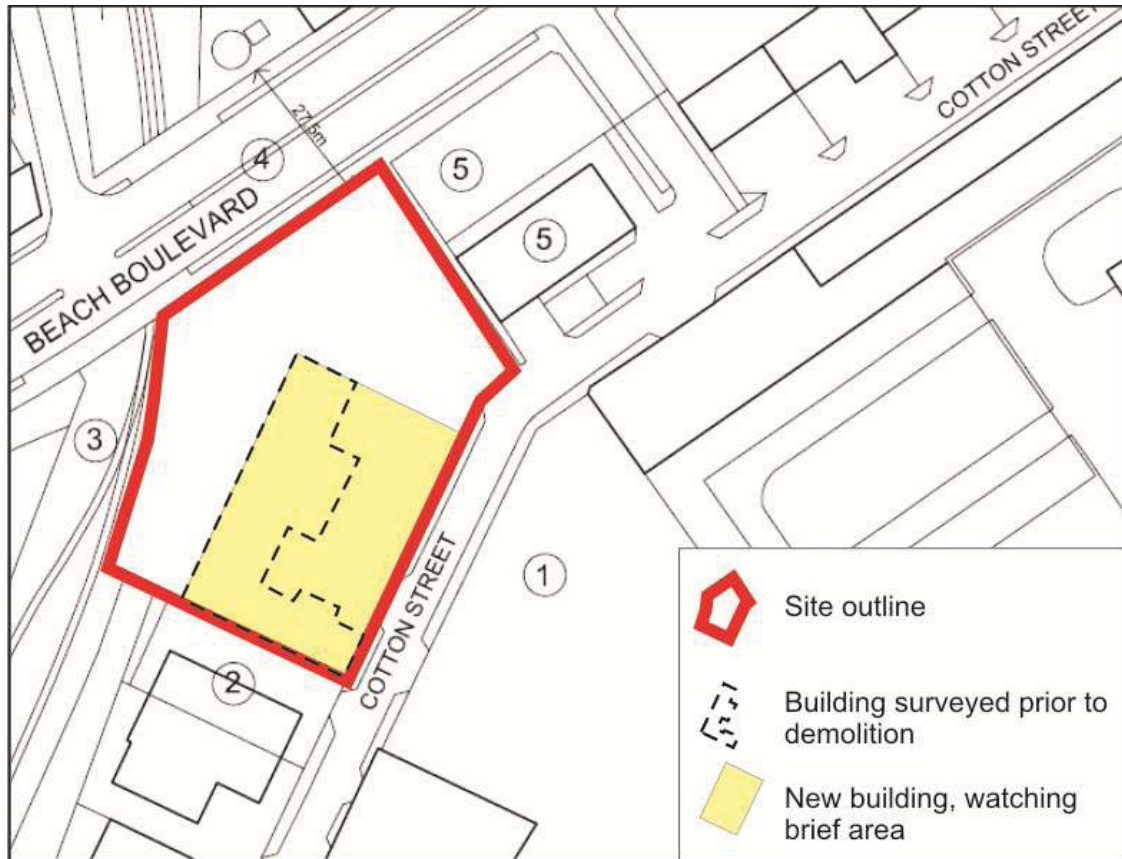 COTTON STREET
27.5m
4
5
BEACH BOULEVARD
5
3
1
COTTON STREET
2
Site outline
Building surveyed prior to
demolition
New building, watching
brief area